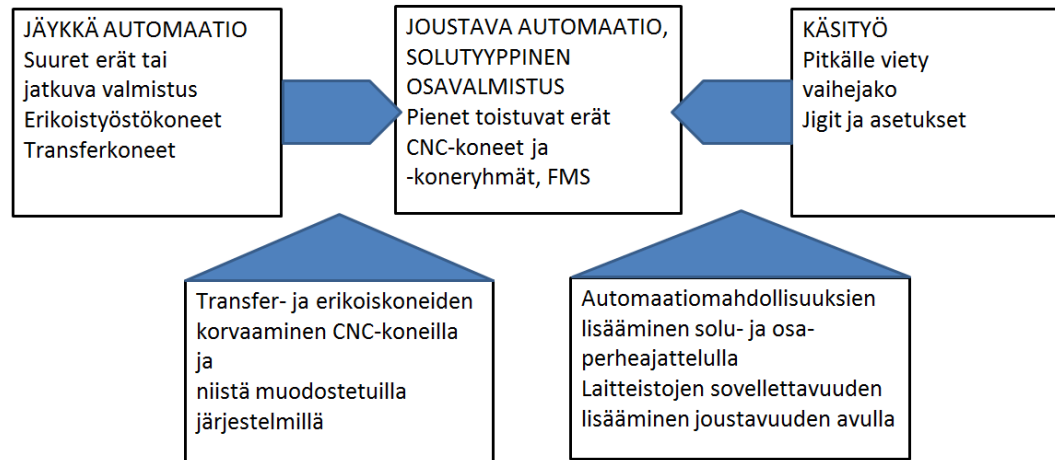 JÄYKKÄ AUTOMAATIO
Suuret erät tai
jatkuva valmistus
Erikoistyöstökoneet
Transferkoneet
JOUSTAVA AUTOMAATIO,
SOLUTYYPPINEN
OSAVALMISTUS
Pienet toistuvat erät
CNC-koneet ja
-koneryhmät, FMS
KÄSITYÖ
Pitkälle viety
vaihejako
Jigit ja asetukset
Transfer- ja erikoiskoneiden
korvaaminen CNC-koneilla
ja
niistä muodostetuilla
järjestelmillä
Automaatiomahdollisuuksien
lisääminen solu- ja osa-
perheajattelulla
Laitteistojen sovellettavuuden
lisääminen joustavuuden avulla